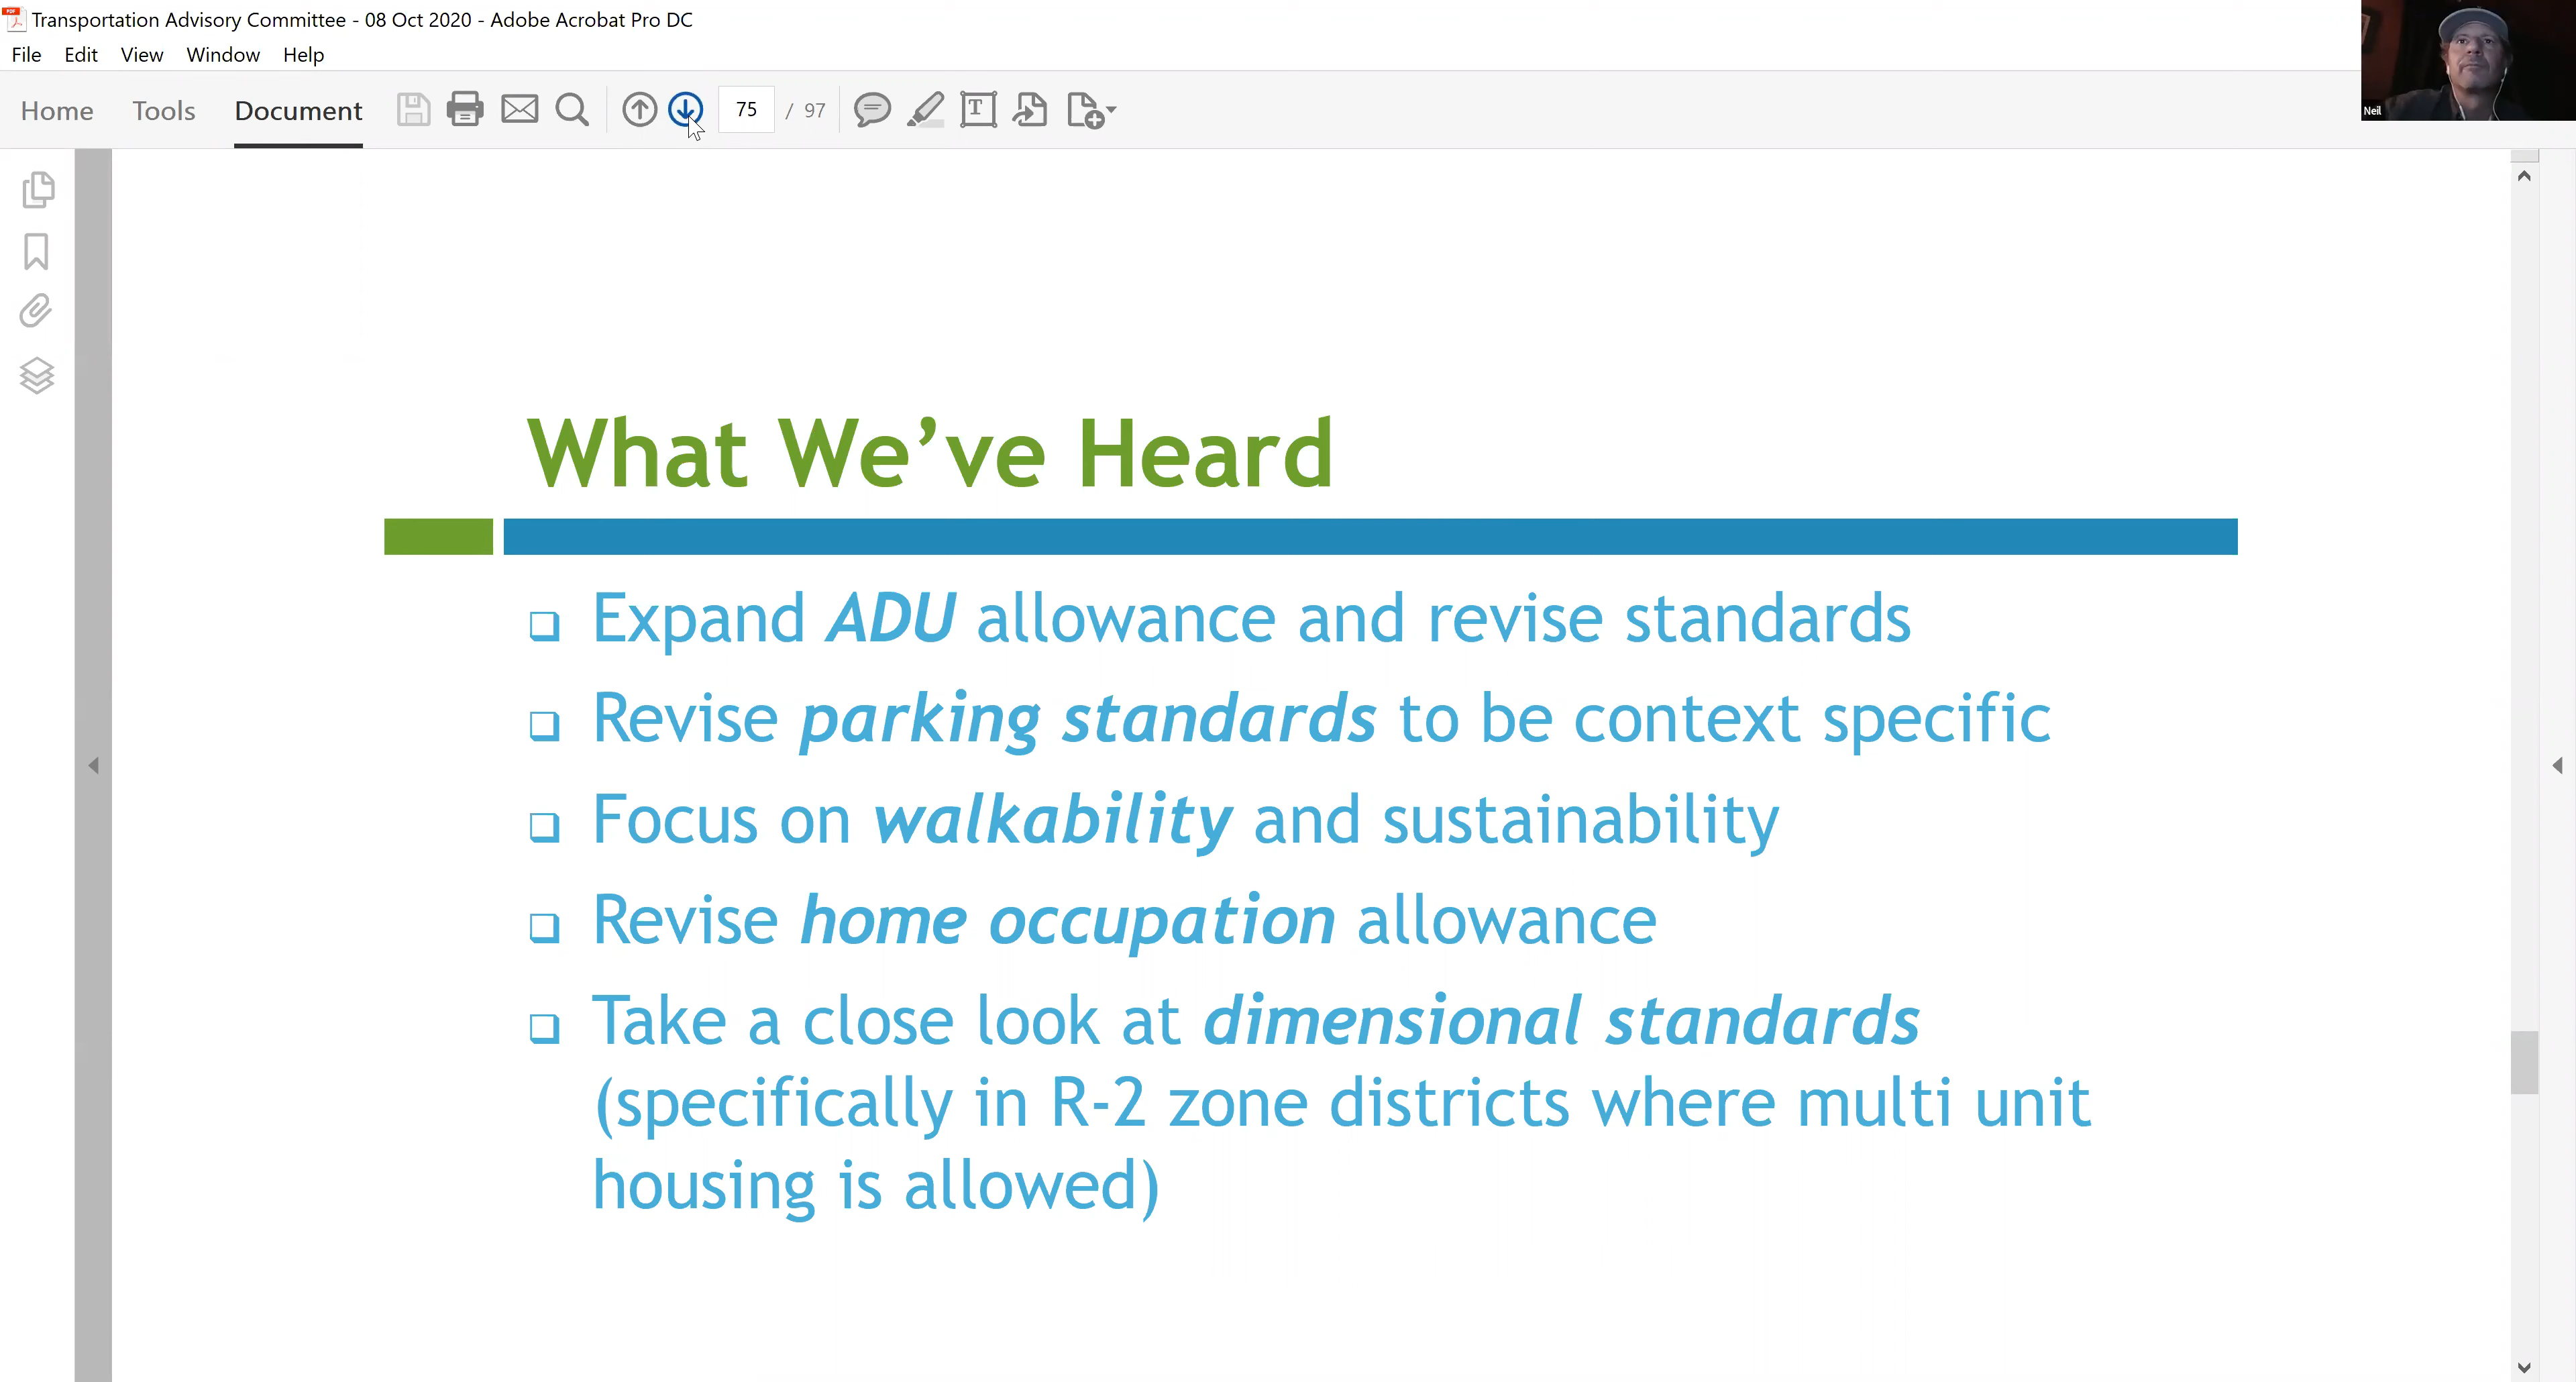 Transportation Advisory Committee - 08 Oct 2020 - Adobe Acrobat Pro DC
File Edit View Window Help
Home Tools Document 75 / 97
Neil
What We’ve Heard
Expand ADU allowance and revise standards
Revise parking standards to be context specific
Focus on walkability and sustainability
Revise home occupation allowance
Take a close look at dimensional standards
(specifically in R-2 zone districts where multi unit
housing is allowed)